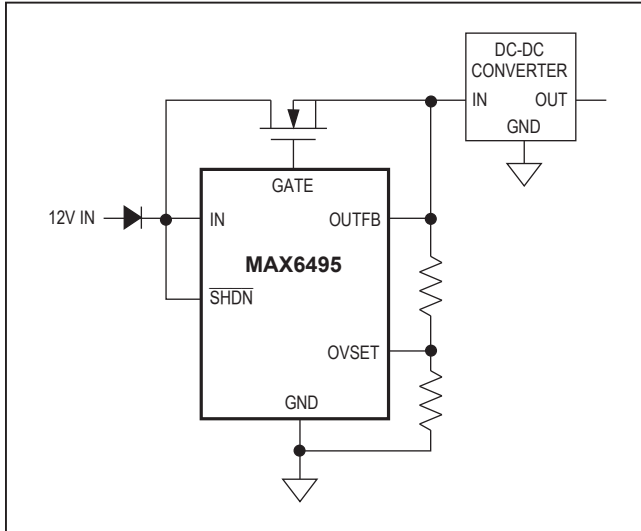 DC-DC
CONVERTER
IN OUT
GND
GATE
12V IN
IN OUTFB
MAX6495
SHDN
OVSET
GND